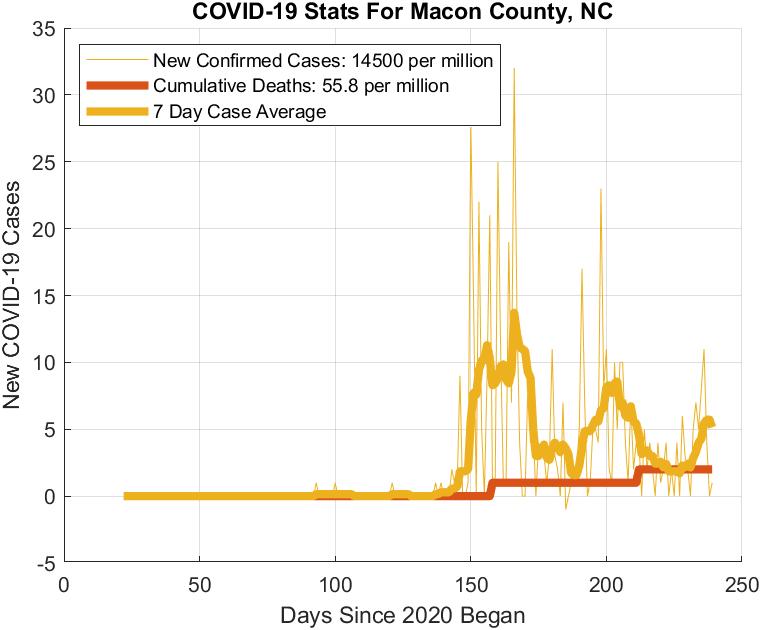 COVID-19 Stats For Macon County, NC
New Confirmed Cases: 14500 per million
Cumulative Deaths: 55.8 per million
7 Day Case Average
New COVID-19 Cases
35
30
25
20
15
10
5
0
-5
0 50 100 150 200 250
Days Since 2020 Began